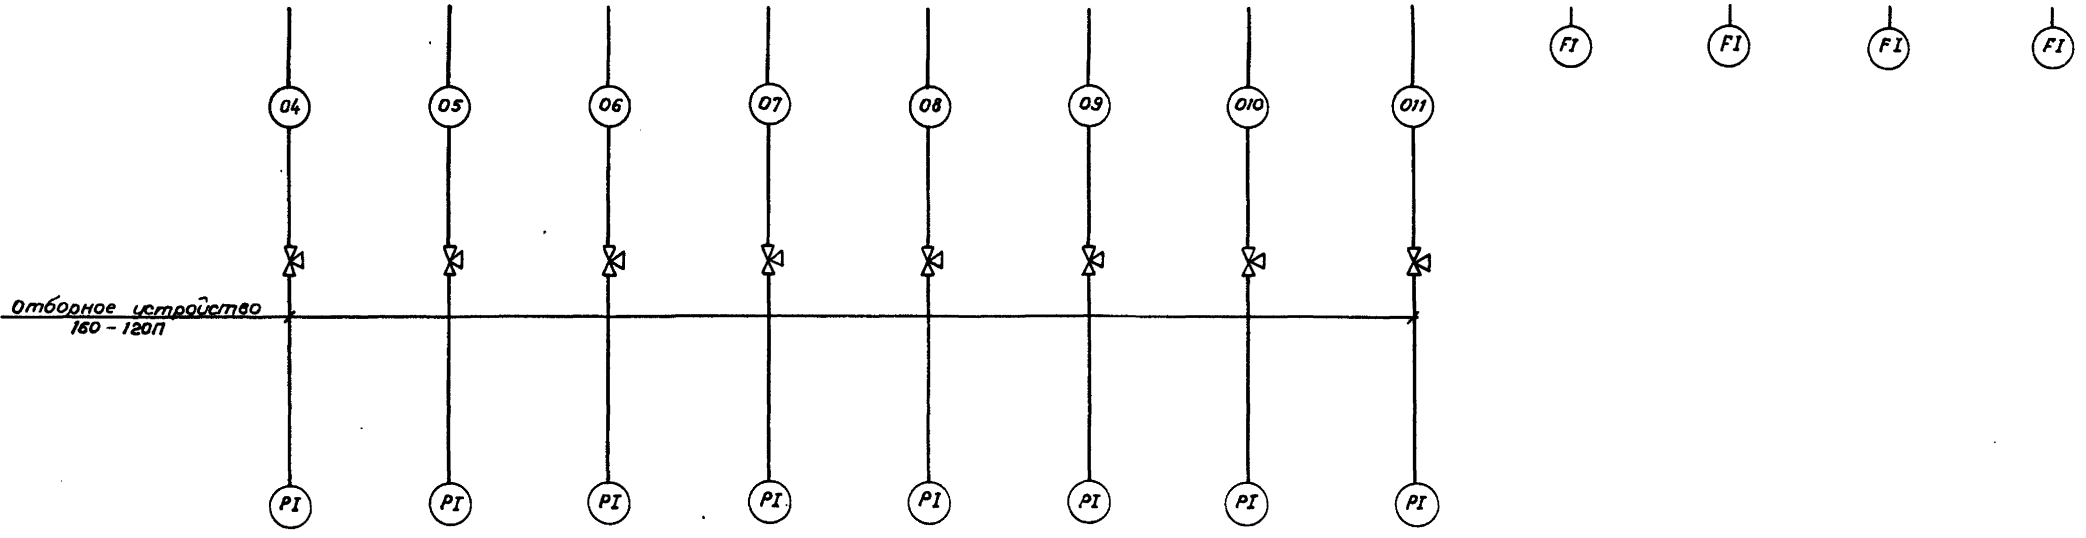 FI FI FI FI
04 05 06 07 08 09 010 011
Отборное устройство
160 - 120П
PI PI PI PI PI PI PI PI